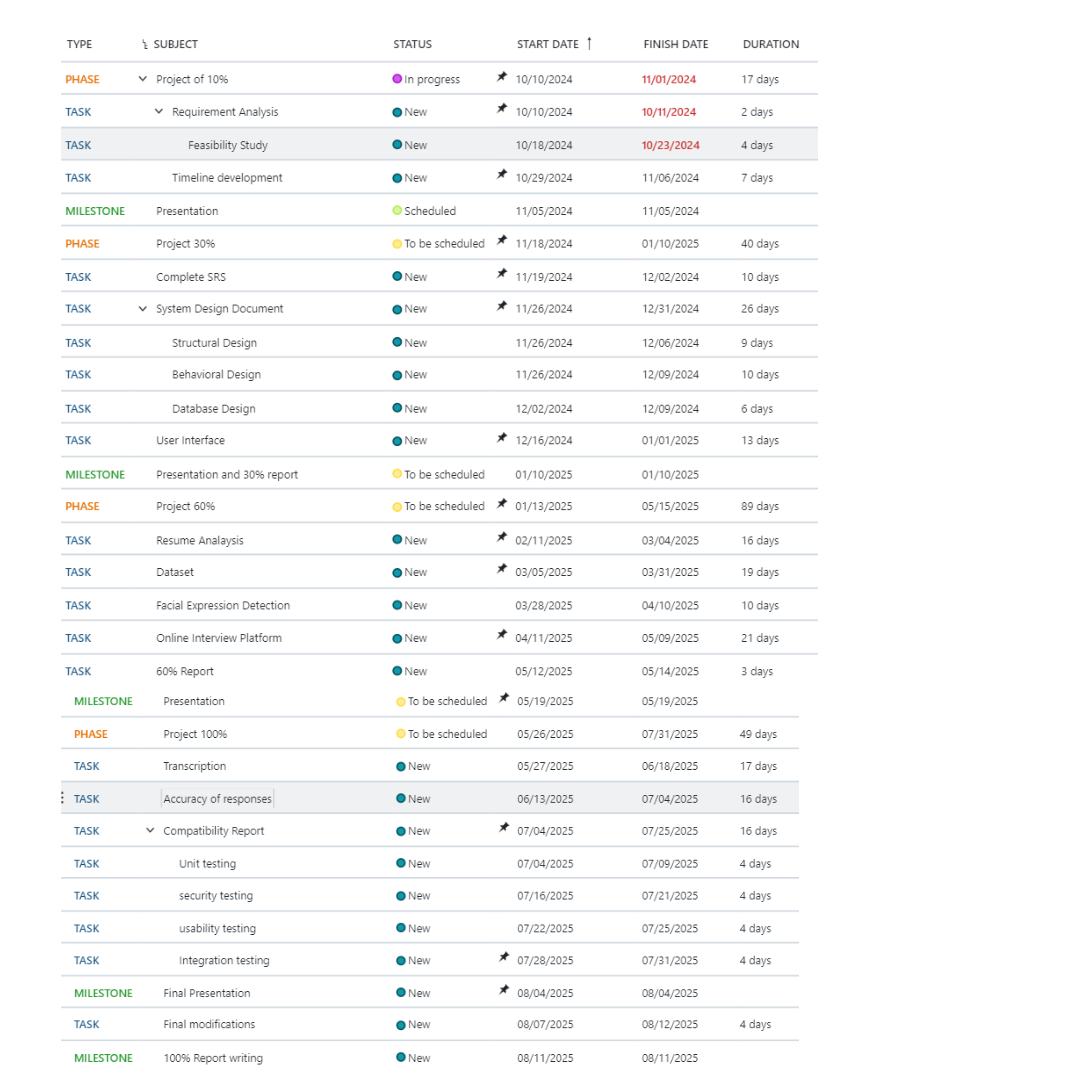 TYPE SUBJECT STATUS START DATE ↑ FINISH DATE DURATION
PHASE Project of 10% In progress 10/10/2024 11/01/2024 17 days
TASK Requirement Analysis New 10/10/2024 10/11/2024 2 days
TASK Feasibility Study New 10/18/2024 10/23/2024 4 days
TASK Timeline development New 10/29/2024 11/06/2024 7 days
MILESTONE Presentation Scheduled 11/05/2024 11/05/2024
PHASE Project 30% To be scheduled 11/18/2024 01/10/2025 40 days
TASK Complete SRS New 11/19/2024 12/02/2024 10 days
TASK System Design Document New 11/26/2024 12/31/2024 26 days
TASK Structural Design New 11/26/2024 12/06/2024 9 days
TASK Behavioral Design New 11/26/2024 12/09/2024 10 days
TASK Database Design New 12/02/2024 12/09/2024 6 days
TASK User Interface New 12/16/2024 01/01/2025 13 days
MILESTONE Presentation and 30% report To be scheduled 01/10/2025 01/10/2025
PHASE Project 60% To be scheduled 01/13/2025 05/15/2025 89 days
TASK Resume Analaysis New 02/11/2025 03/04/2025 16 days
TASK Dataset New 03/05/2025 03/31/2025 19 days
TASK Facial Expression Detection New 03/28/2025 04/10/2025 10 days
TASK Online Interview Platform New 04/11/2025 05/09/2025 21 days
TASK 60% Report New 05/12/2025 05/14/2025 3 days
MILESTONE Presentation To be scheduled 05/19/2025 05/19/2025
PHASE Project 100% To be scheduled 05/26/2025 07/31/2025 49 days
TASK Transcription New 05/27/2025 06/18/2025 17 days
TASK Accuracy of responses New 06/13/2025 07/04/2025 16 days
TASK Compatibility Report New 07/04/2025 07/25/2025 16 days
TASK Unit testing New 07/04/2025 07/09/2025 4 days
TASK security testing New 07/16/2025 07/21/2025 4 days
TASK usability testing New 07/22/2025 07/25/2025 4 days
TASK Integration testing New 07/28/2025 07/31/2025 4 days
MILESTONE Final Presentation New 08/04/2025 08/04/2025
TASK Final modifications New 08/07/2025 08/12/2025 4 days
MILESTONE 100% Report writing New 08/11/2025 08/11/2025